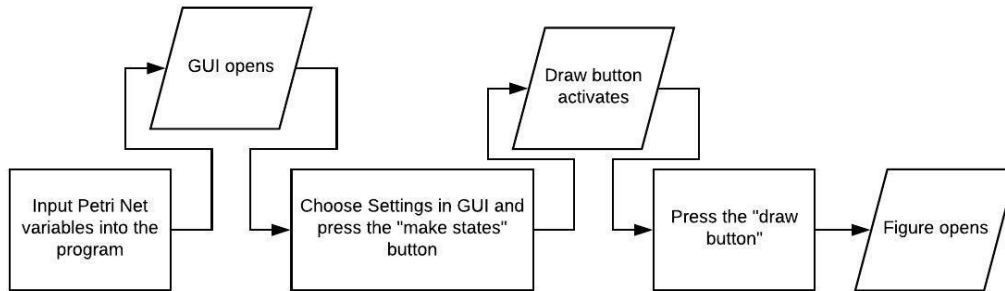 Input Petri Net
variables into the
program
GUI opens
Choose Settings in GUI and
press the "make states"
button
Draw button
activates
Press the "draw
button"
Figure opens